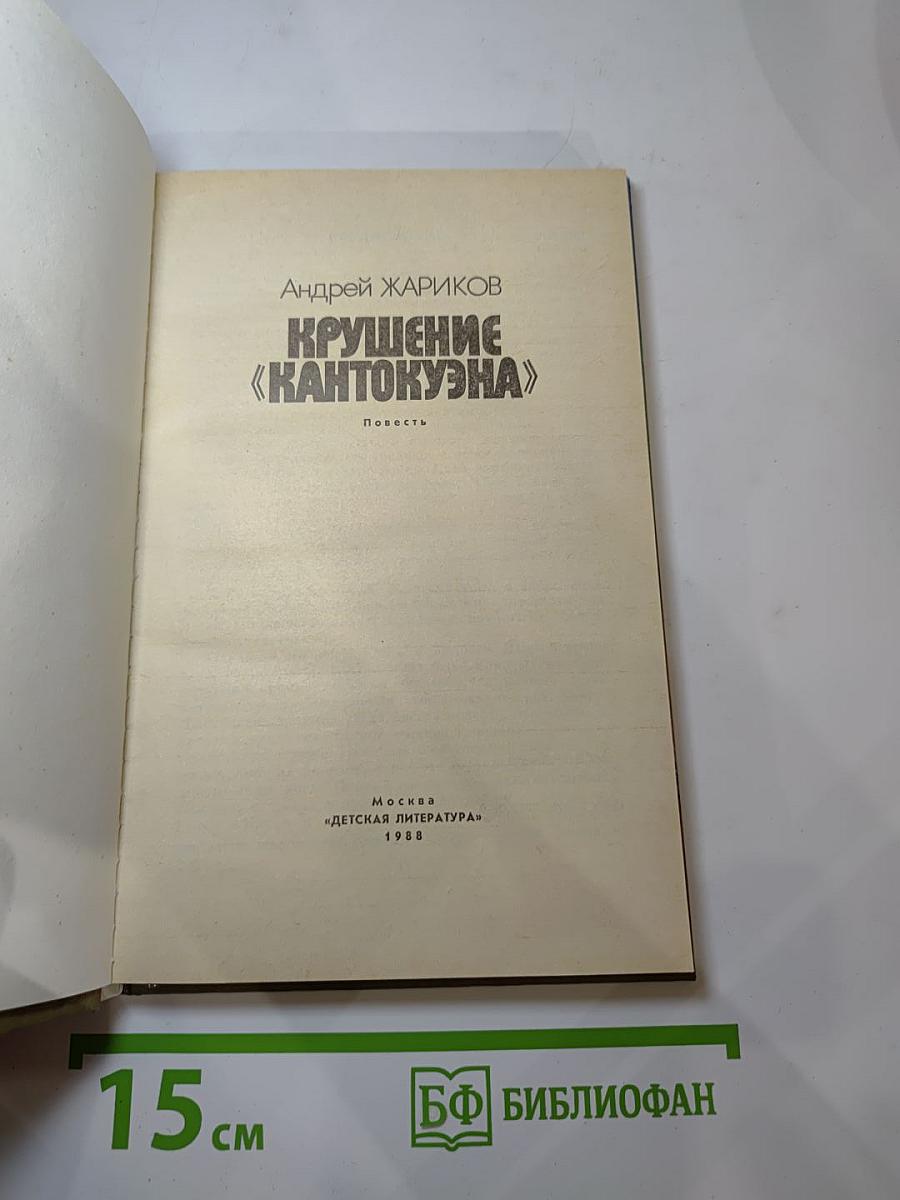 Андрей ЖАРИКОВ
КРУШЕНИЕ
«КАНТОКУЭНА»
Повесть
Москва
«ДЕТСКАЯ ЛИТЕРАТУРА»
1988
15 см
БФ БИБЛИОФАН